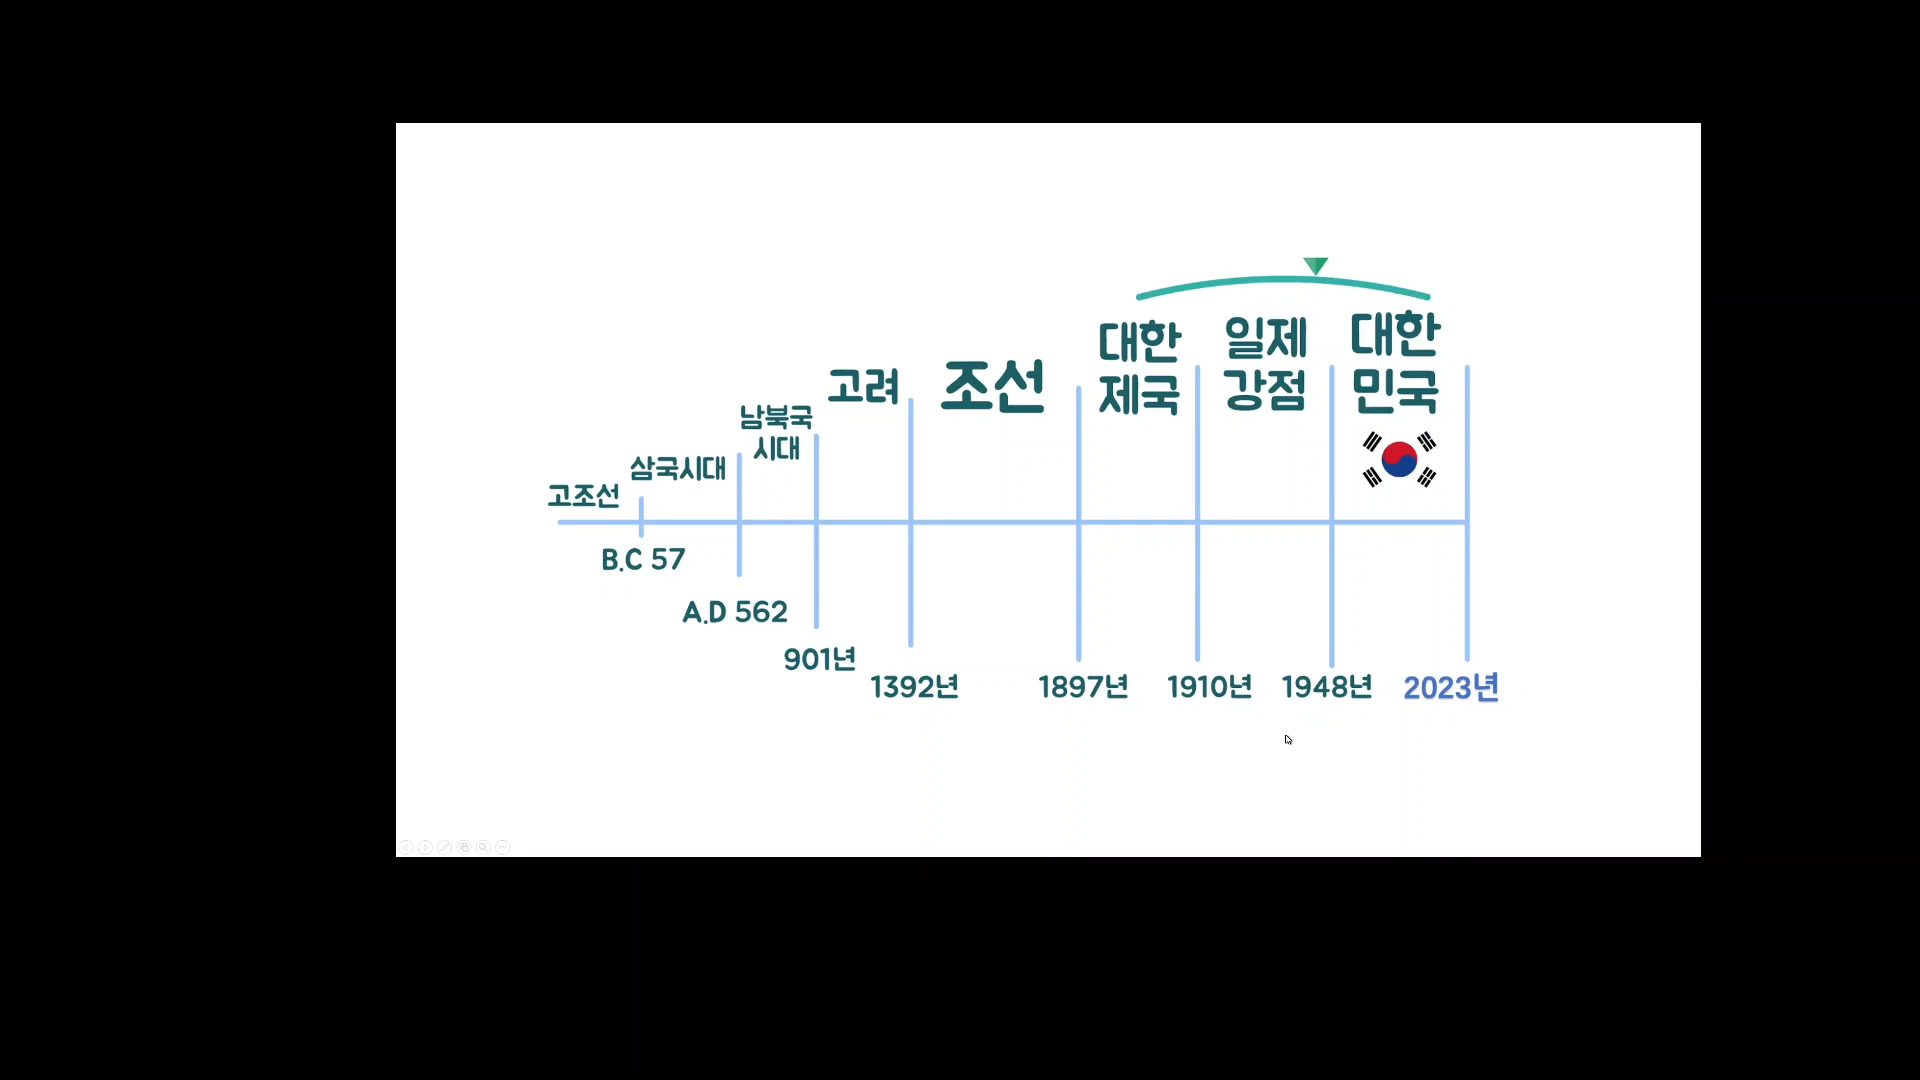 고조선
삼국시대
남북국
시대
고려
조선
대한
제국
일제
강점
대한
민국
B.C 57
A.D 562
901년
1392년
1897년
1910년
1948년
2023년